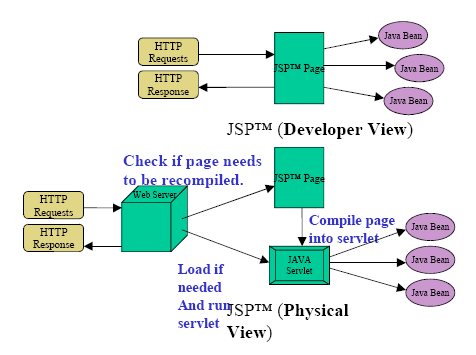 HTTP
Requests
HTTP
Response
JSP™ Page
Java Bean
Java Bean
Java Bean
JSP™ (Developer View)
Check if page needs
to be recompiled.
Web Server
HTTP
Requests
HTTP
Response
JSP™ Page
Compile page
into servlet
JAVA
Servlet
Java Bean
Java Bean
Java Bean
Load if
needed
And run
servlet
JSP™ (Physical
View)